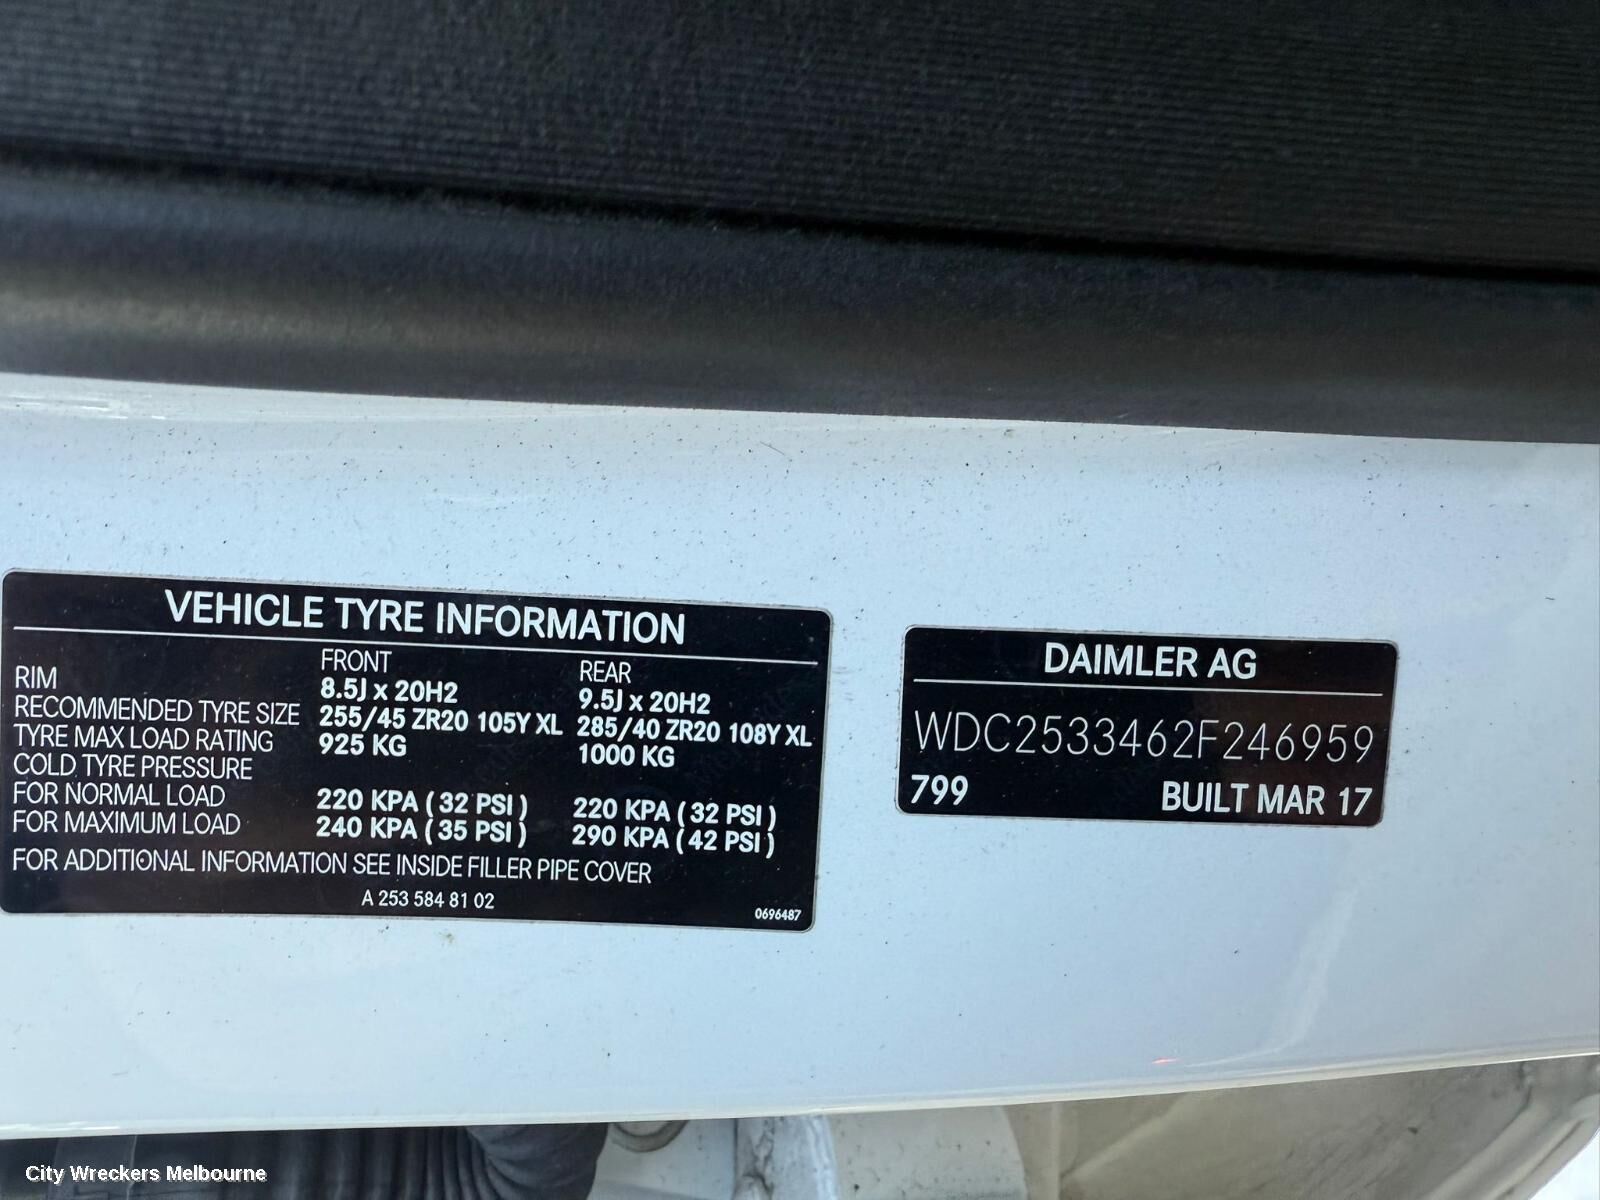 VEHICLE TYRE INFORMATION
FRONT REAR
RIM 8.5J x 20H2 9.5J x 20H2
RECOMMENDED TYRE SIZE 255/45 ZR20 105Y XL 285/40 ZR20 108Y XL
TYRE MAX LOAD RATING 925 KG 1000 KG
COLD TYRE PRESSURE
FOR NORMAL LOAD 220 KPA ( 32 PSI ) 220 KPA ( 32 PSI )
FOR MAXIMUM LOAD 240 KPA ( 35 PSI ) 290 KPA ( 42 PSI )
FOR ADDITIONAL INFORMATION SEE INSIDE FILLER PIPE COVER
A 253 584 81 02
0696487
DAIMLER AG
WDC2533462F246959
799 BUILT MAR 17
City Wreckers Melbourne